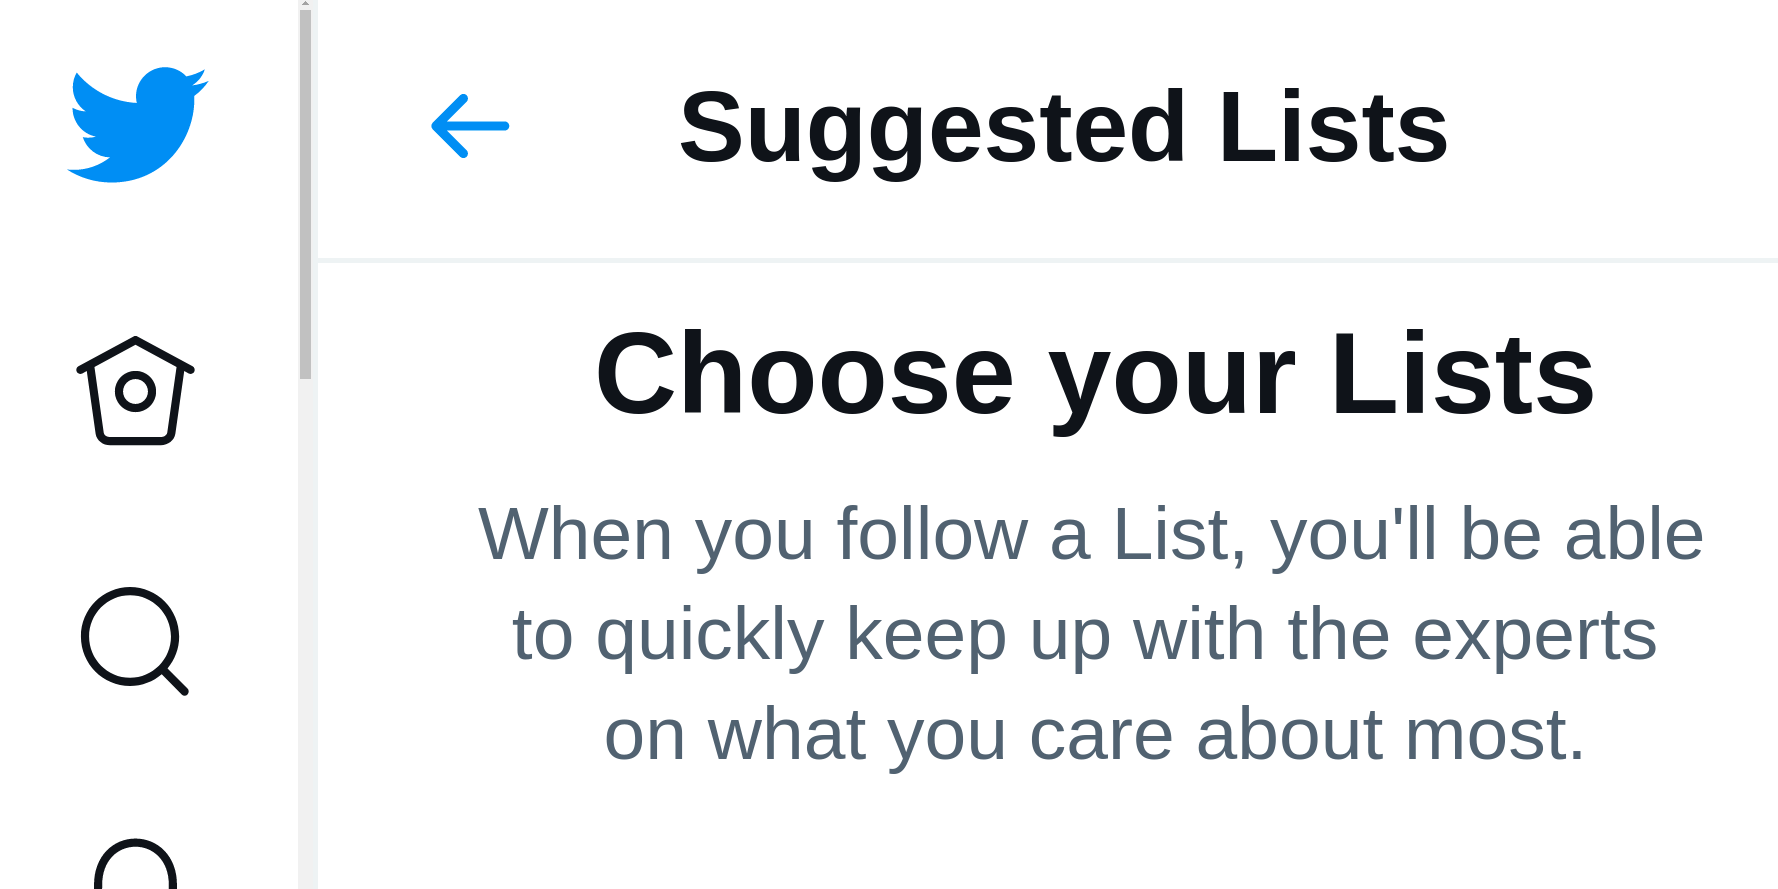 Suggested Lists
Choose your Lists
When you follow a List, you'll be able
to quickly keep up with the experts
on what you care about most.